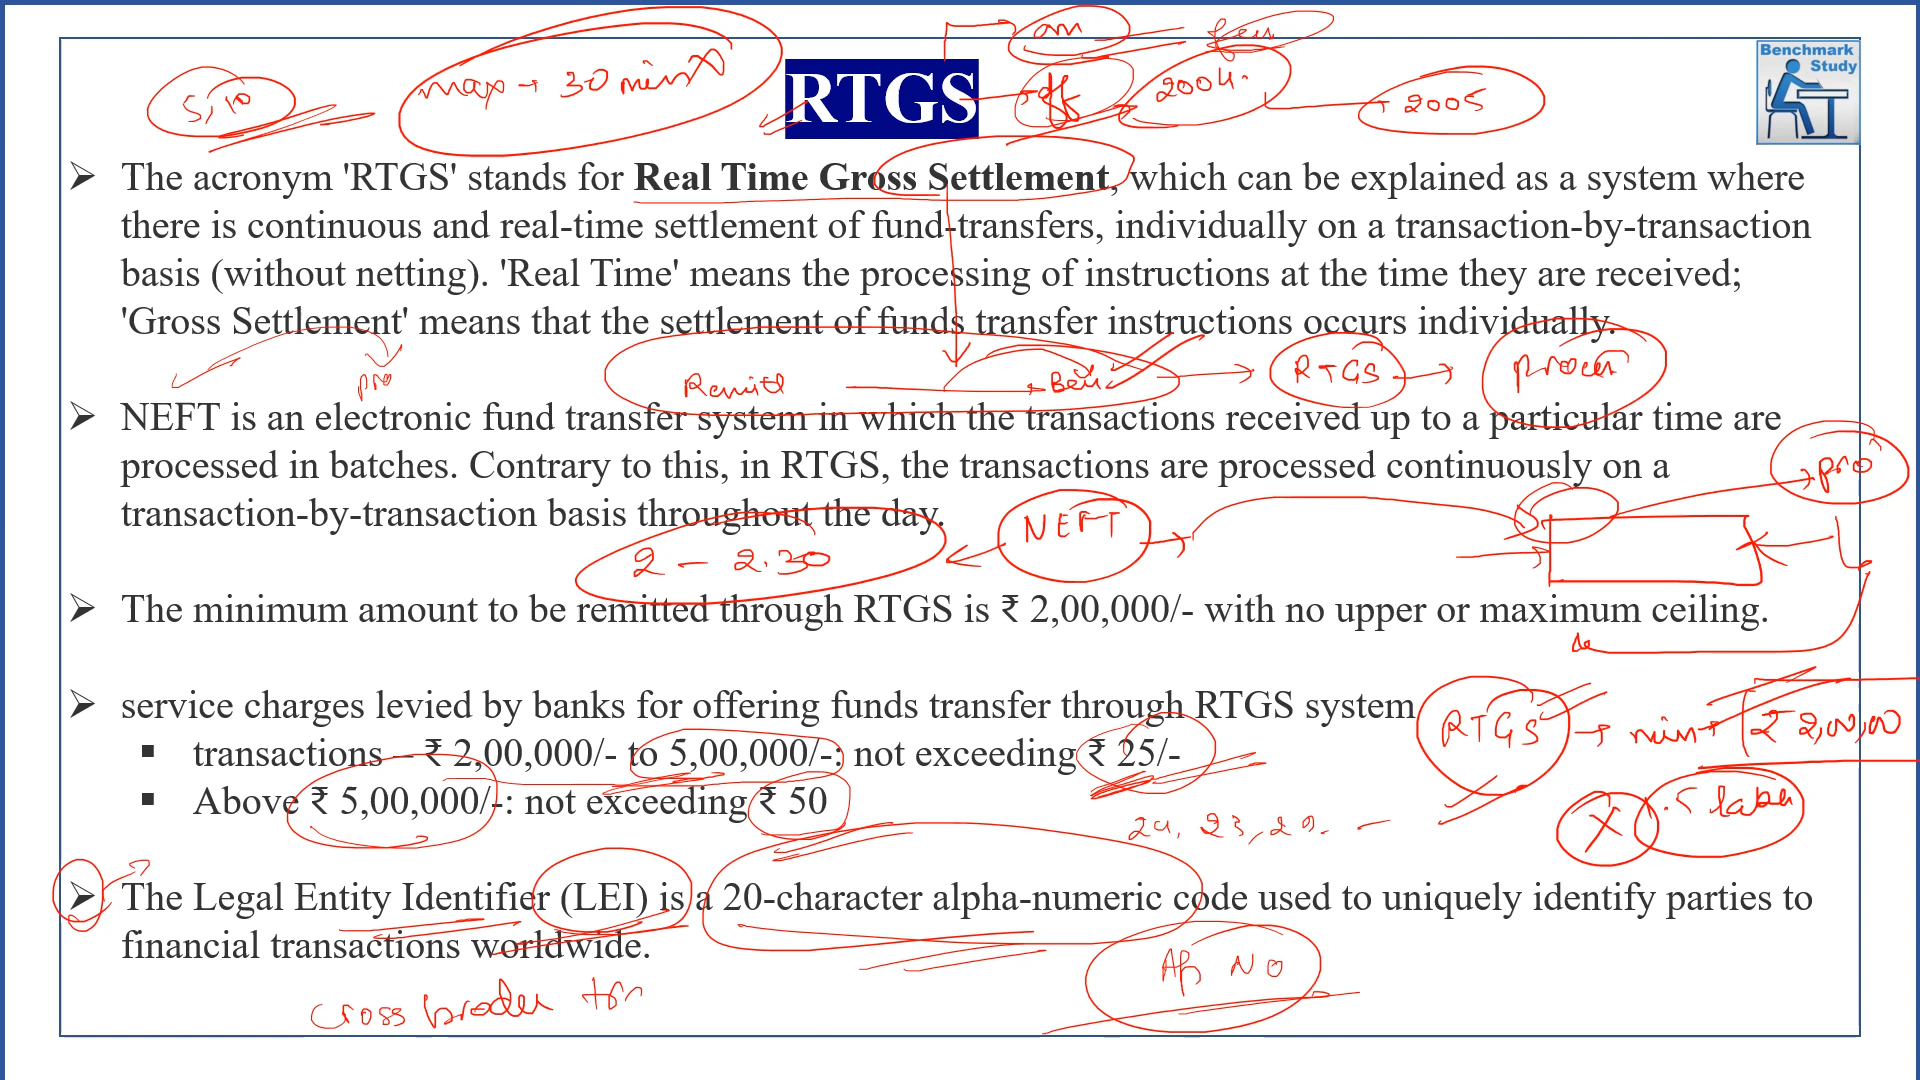 5, 10
max → 30 mins
RTGS
2004
2005
Benchmark
Study
➢ The acronym 'RTGS' stands for Real Time Gross Settlement, which can be explained as a system where
there is continuous and real-time settlement of fund-transfers, individually on a transaction-by-transaction
basis (without netting). 'Real Time' means the processing of instructions at the time they are received;
'Gross Settlement' means that the settlement of funds transfer instructions occurs individually.
pro
Ben
RTGS
➢ NEFT is an electronic fund transfer system in which the transactions received up to a particular time are
processed in batches. Contrary to this, in RTGS, the transactions are processed continuously on a
pro
transaction-by-transaction basis throughout the day.
NEFT
2 - 2.30
➢ The minimum amount to be remitted through RTGS is ₹ 2,00,000/- with no upper or maximum ceiling.
➢ service charges levied by banks for offering funds transfer through RTGS system
RTGS → min → ₹ 2,00,00
▪ transactions – ₹ 2,00,000/- to 5,00,000/-: not exceeding ₹ 25/-
▪ Above ₹ 5,00,000/-: not exceeding ₹ 50
➢ The Legal Entity Identifier (LEI) is a 20-character alpha-numeric code used to uniquely identify parties to
financial transactions worldwide.
NO
cross broder